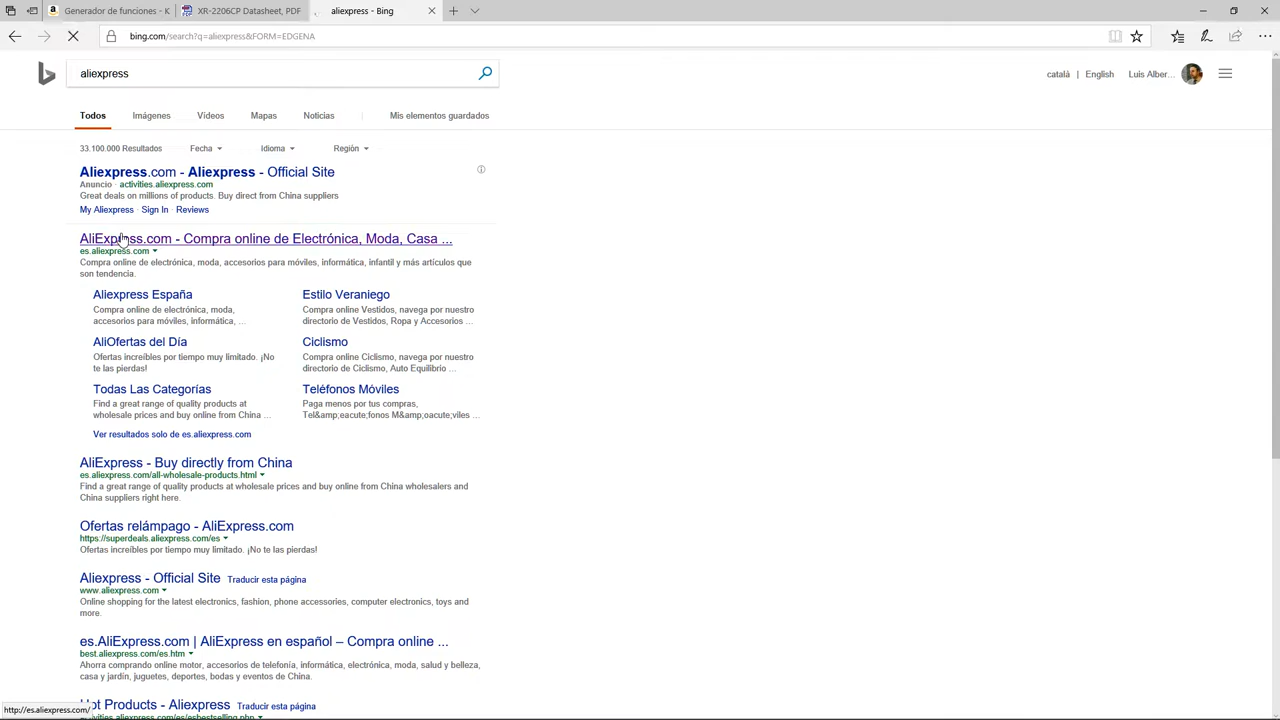 Generador de funciones
XR-2206CP Datasheet, PDF
aliexpress - Bing
bing.com/search?q=aliexpress&FORM=EDGENA
aliexpress
català | English
Luis Alber...
Todos
Imágenes
Vídeos
Mapas
Noticias
Mis elementos guardados
33.100.000 Resultados
Fecha
Idioma
Región
Aliexpress.com - Aliexpress - Official Site
Anuncio · activities.aliexpress.com
Great deals on millions of products. Buy direct from China suppliers
My Aliexpress · Sign In · Reviews
AliExpress.com - Compra online de Electrónica, Moda, Casa ...
es.aliexpress.com
Compra online de electrónica, moda, accesorios para móviles, informática, infantil y más artículos que
son tendencia.
Aliexpress España
Compra online de electrónica, moda,
accesorios para móviles, informática, ...
Estilo Veraniego
Compra online Vestidos, navega por nuestro
directorio de Vestidos, Ropa y Accesorios ...
AliOfertas del Día
Ofertas increíbles por tiempo muy limitado. ¡No
te las pierdas!
Ciclismo
Compra online Ciclismo, navega por nuestro
directorio de Ciclismo, Auto Equilibrio ...
Todas Las Categorías
Find a great range of quality products at
wholesale prices and buy online from China ...
Teléfonos Móviles
Paga menos por tus compras,
Tel&amp;eacute;fonos M&amp;oacute;viles ...
Ver resultados solo de es.aliexpress.com
AliExpress - Buy directly from China
es.aliexpress.com/all-wholesale-products.html
Find a great range of quality products at wholesale prices and buy online from China wholesalers and
China suppliers right here.
Ofertas relámpago - AliExpress.com
https://superdeals.aliexpress.com/es
Ofertas increíbles por tiempo muy limitado. ¡No te las pierdas!
Aliexpress - Official Site Traducir esta página
www.aliexpress.com
Online shopping for the latest electronics, fashion, phone accessories, computer electronics, toys and
more.
es.AliExpress.com | AliExpress en español – Compra online ...
best.aliexpress.com/es.htm
Ahorra comprando online motor, accesorios de telefonía, informática, electrónica, moda, salud y belleza,
casa y jardín, juguetes, deportes, bodas y eventos de China.
Hot Products - Aliexpress Traducir esta página
activities.aliexpress.com/es/esbestselling.php
http://es.aliexpress.com/